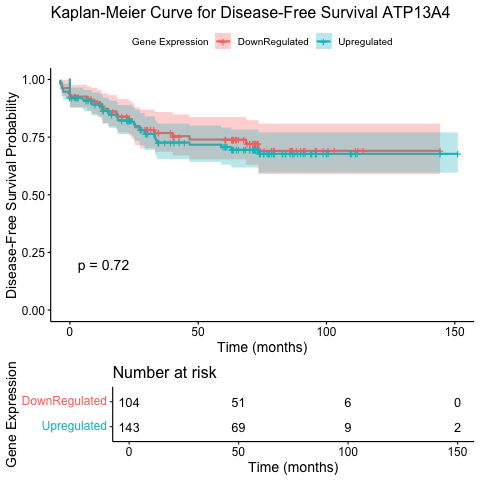 Kaplan-Meier Curve for Disease-Free Survival ATP13A4
Gene Expression DownRegulated Upregulated
Disease-Free Survival Probability
1.00
0.75
0.50
0.25
0.00
p = 0.72
0 50 100 150
Time (months)
Number at risk
Gene Expression
DownRegulated 104 51 6 0
Upregulated 143 69 9 2
0 50 100 150
Time (months)